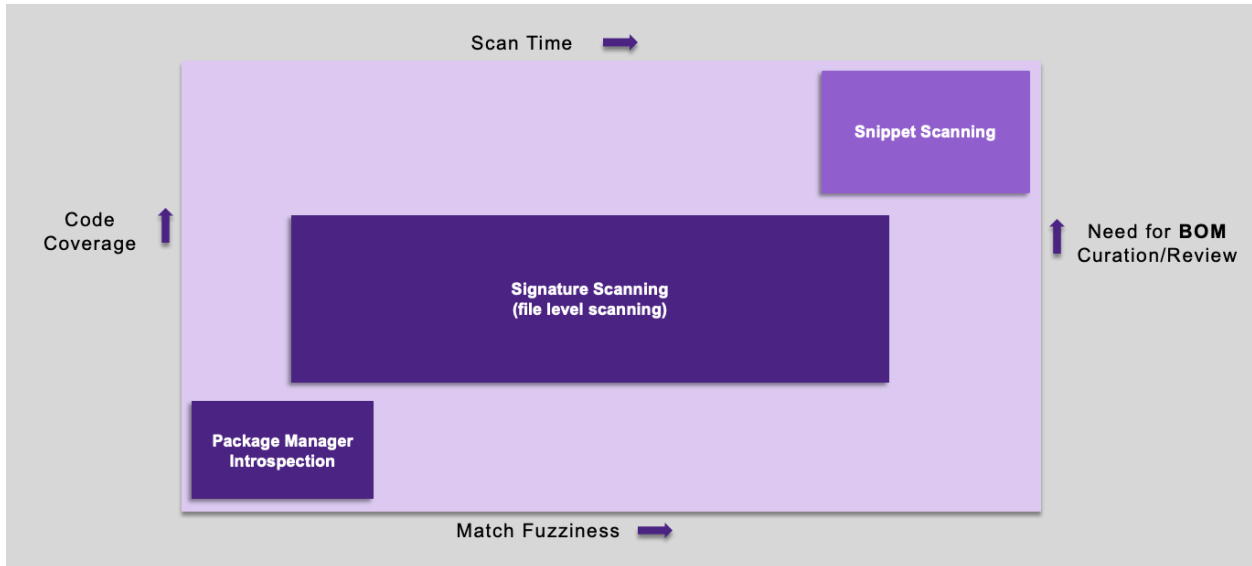 Scan Time
Snippet Scanning
Code
Coverage
Need for BOM
Curation/Review
Signature Scanning
(file level scanning)
Package Manager
Introspection
Match Fuzziness